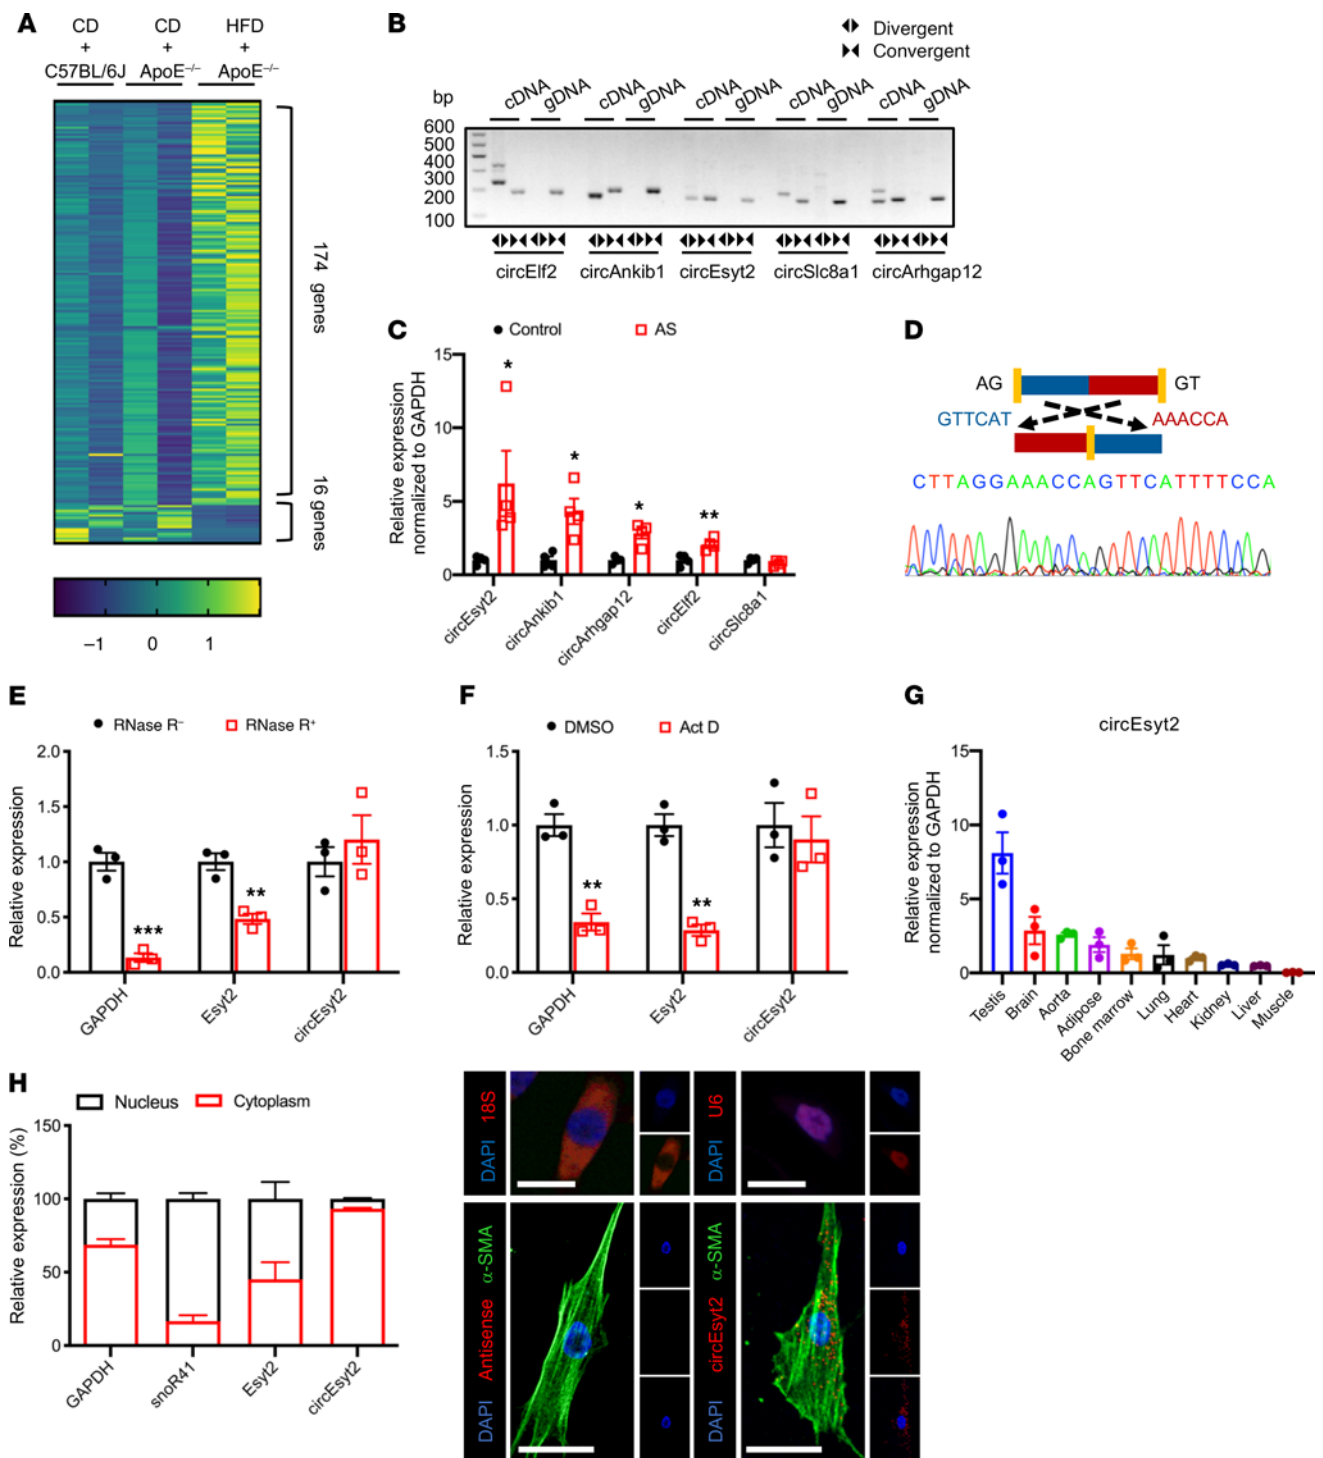 A
CD CD HFD
+ + +
C57BL/6J ApoE–/– ApoE–/–
174 genes
16 genes
–1 0 1
B
Divergent
Convergent
bp cDNA gDNA cDNA gDNA cDNA gDNA cDNA gDNA cDNA gDNA
600
500
400
300
200
100
circElf2 circAnkib1 circEsyt2 circSlc8a1 circArhgap12
C
Control AS
Relative expression
normalized to GAPDH
15
10
5
0
* * * **
circEsyt2 circAnkib1 circArhgap12 circElf2 circSlc8a1
D
AG GT
GTTCAT AAACCA
CTTAGGAAACCAGTTCATTTTCCA
E
RNase R– RNase R+
Relative expression
2.0
1.5
1.0
0.5
0.0
*** **
GAPDH Esyt2 circEsyt2
F
DMSO Act D
Relative expression
1.5
1.0
0.5
0.0
** **
GAPDH Esyt2 circEsyt2
G
circEsyt2
Relative expression
normalized to GAPDH
15
10
5
0
Testis Brain Aorta Adipose Bone marrow Lung Heart Kidney Liver Muscle
H
Nucleus Cytoplasm
Relative expression (%)
150
100
50
0
GAPDH snoR41 Esyt2 circEsyt2
DAPI 18S
DAPI U6
DAPI Antisense α-SMA
DAPI circEsyt2 α-SMA